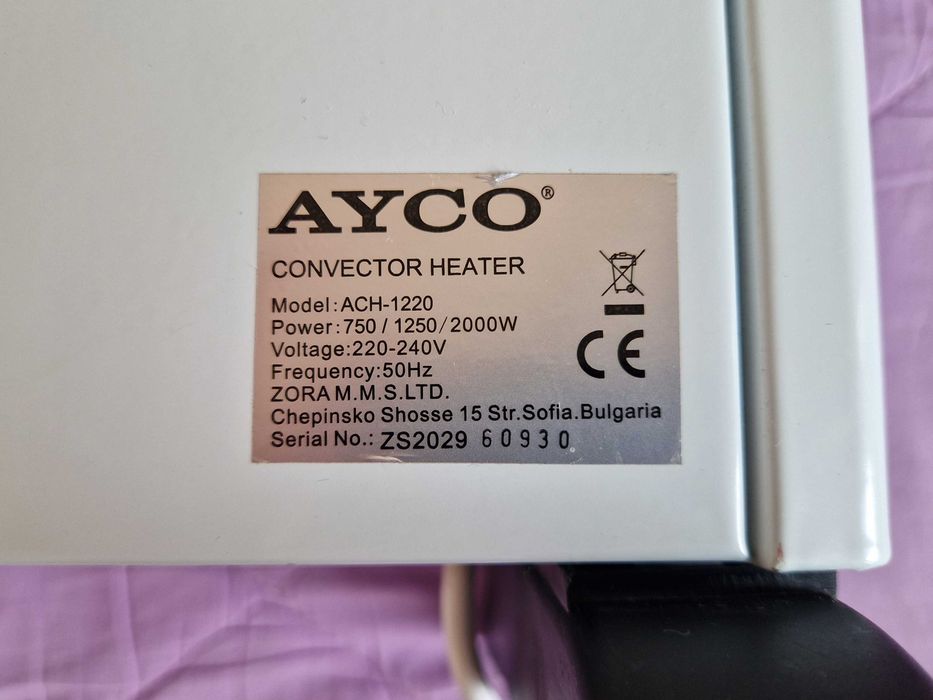 AYCO®
CONVECTOR HEATER
Model:ACH-1220
Power:750 / 1250/2000W
Voltage:220-240V
Frequency:50Hz
ZORA M.M.S.LTD.
Chepinsko Shosse 15 Str.Sofia.Bulgaria
Serial No.: ZS2029 60930
CE